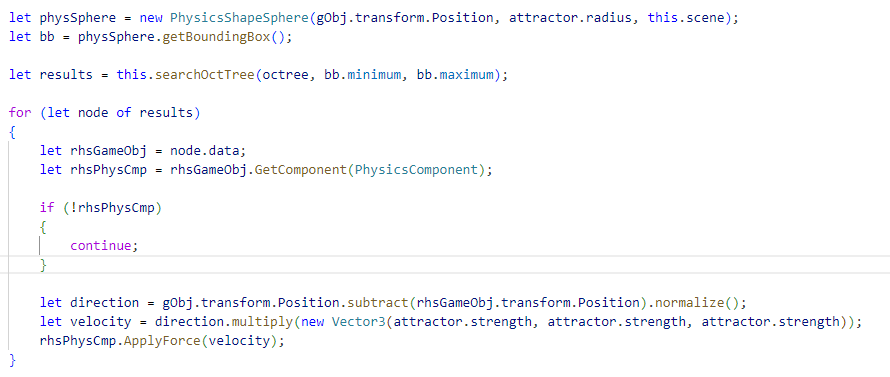 let physSphere = new PhysicsShapeSphere(gObj.transform.Position, attractor.radius, this.scene);
let bb = physSphere.getBoundingBox();
let results = this.searchOctTree(octree, bb.minimum, bb.maximum);
for (let node of results)
{
let rhsGameObj = node.data;
let rhsPhysCmp = rhsGameObj.GetComponent(PhysicsComponent);
if (!rhsPhysCmp)
{
continue;
}
let direction = gObj.transform.Position.subtract(rhsGameObj.transform.Position).normalize();
let velocity = direction.multiply(new Vector3(attractor.strength, attractor.strength, attractor.strength));
rhsPhysCmp.ApplyForce(velocity);
}